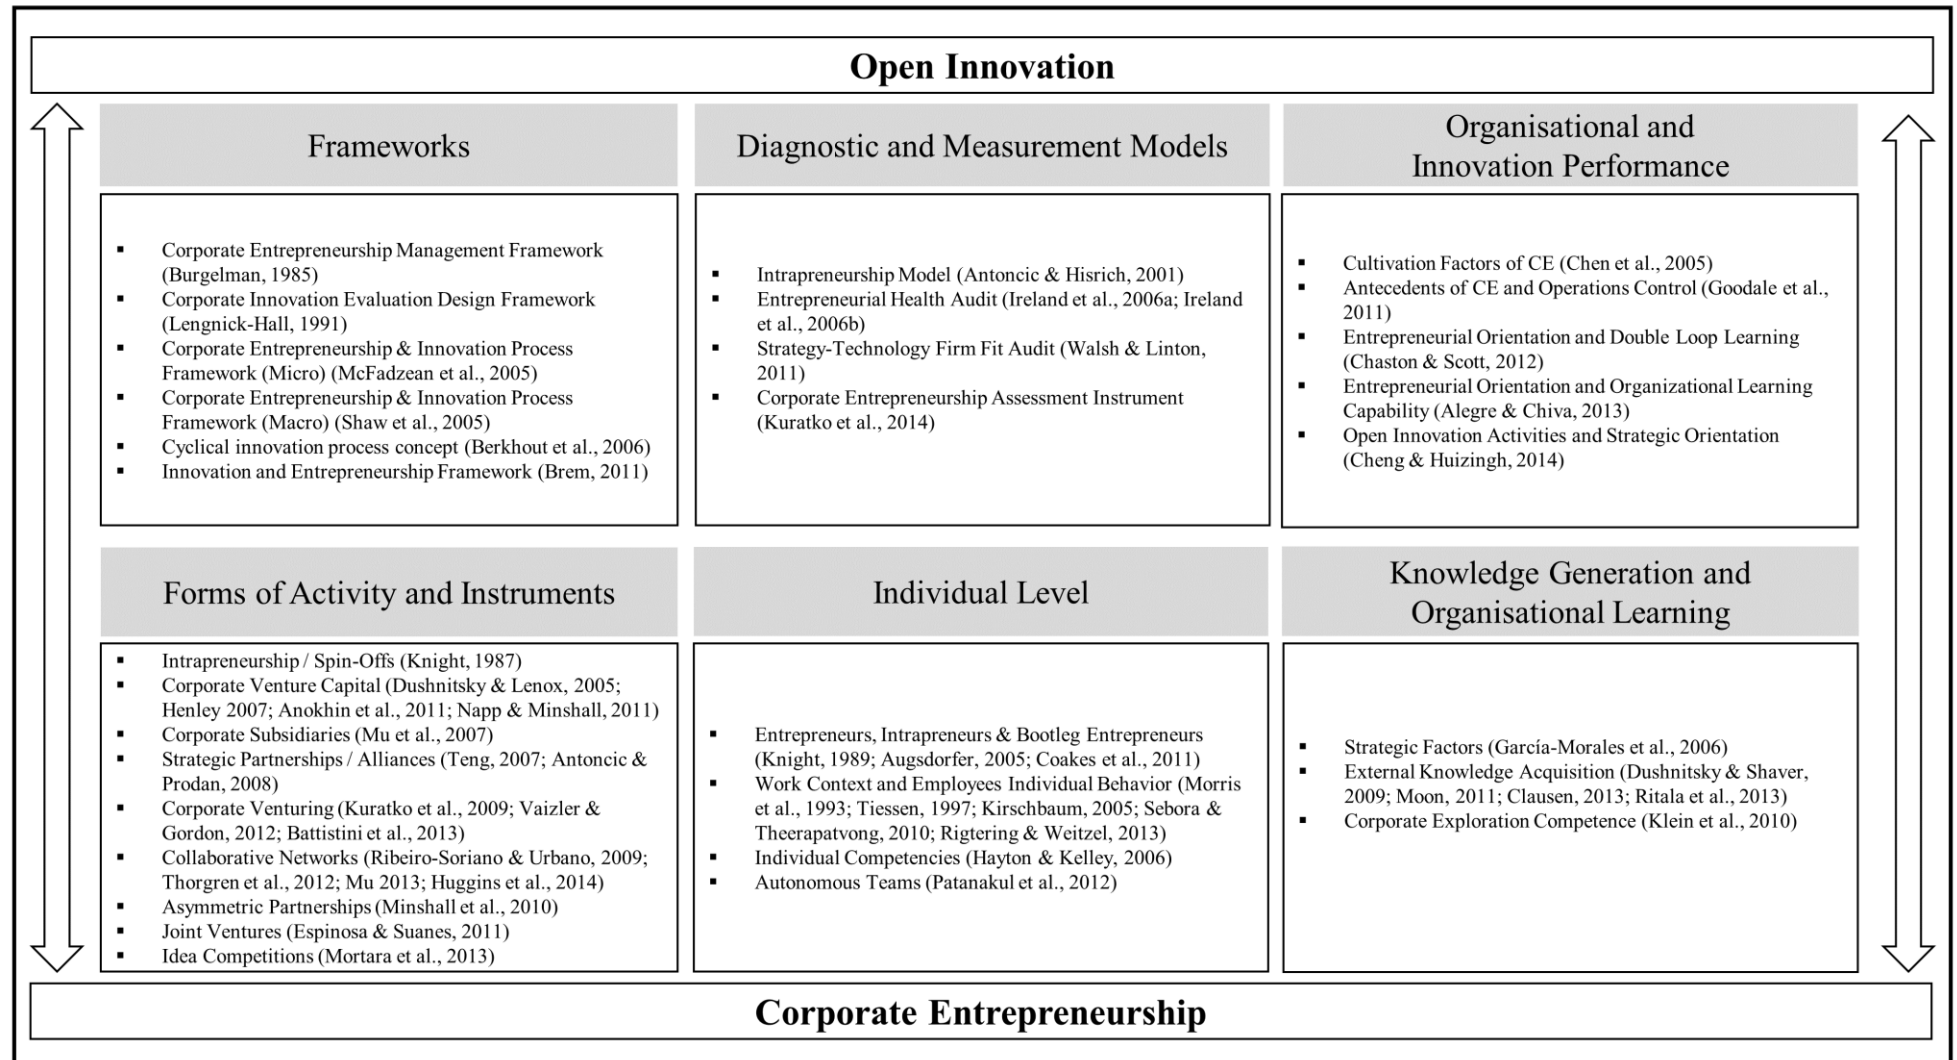 Open Innovation
Frameworks
▪ Corporate Entrepreneurship Management Framework
(Burgelman, 1985)
▪ Corporate Innovation Evaluation Design Framework
(Lengnick-Hall, 1991)
▪ Corporate Entrepreneurship & Innovation Process
Framework (Micro) (McFadzean et al., 2005)
▪ Corporate Entrepreneurship & Innovation Process
Framework (Macro) (Shaw et al., 2005)
▪ Cyclical innovation process concept (Berkhout et al., 2006)
▪ Innovation and Entrepreneurship Framework (Brem, 2011)
Diagnostic and Measurement Models
▪ Intrapreneurship Model (Antoncic & Hisrich, 2001)
▪ Entrepreneurial Health Audit (Ireland et al., 2006a; Ireland
et al., 2006b)
▪ Strategy-Technology Firm Fit Audit (Walsh & Linton,
2011)
▪ Corporate Entrepreneurship Assessment Instrument
(Kuratko et al., 2014)
Organisational and
Innovation Performance
▪ Cultivation Factors of CE (Chen et al., 2005)
▪ Antecedents of CE and Operations Control (Goodale et al.,
2011)
▪ Entrepreneurial Orientation and Double Loop Learning
(Chaston & Scott, 2012)
▪ Entrepreneurial Orientation and Organizational Learning
Capability (Alegre & Chiva, 2013)
▪ Open Innovation Activities and Strategic Orientation
(Cheng & Huizingh, 2014)
Forms of Activity and Instruments
▪ Intrapreneurship / Spin-Offs (Knight, 1987)
▪ Corporate Venture Capital (Dushnitsky & Lenox, 2005;
Henley 2007; Anokhin et al., 2011; Napp & Minshall, 2011)
▪ Corporate Subsidiaries (Mu et al., 2007)
▪ Strategic Partnerships / Alliances (Teng, 2007; Antoncic &
Prodan, 2008)
▪ Corporate Venturing (Kuratko et al., 2009; Vaizler &
Gordon, 2012; Battistini et al., 2013)
▪ Collaborative Networks (Ribeiro-Soriano & Urbano, 2009;
Thorgren et al., 2012; Mu 2013; Huggins et al., 2014)
▪ Asymmetric Partnerships (Minshall et al., 2010)
▪ Joint Ventures (Espinosa & Suanes, 2011)
▪ Idea Competitions (Mortara et al., 2013)
Individual Level
▪ Entrepreneurs, Intrapreneurs & Bootleg Entrepreneurs
(Knight, 1989; Augsdorfer, 2005; Coakes et al., 2011)
▪ Work Context and Employees Individual Behavior (Morris
et al., 1993; Tiessen, 1997; Kirschbaum, 2005; Sebora &
Theerapatvong, 2010; Rigtering & Weitzel, 2013)
▪ Individual Competencies (Hayton & Kelley, 2006)
▪ Autonomous Teams (Patanakul et al., 2012)
Knowledge Generation and
Organisational Learning
▪ Strategic Factors (García-Morales et al., 2006)
▪ External Knowledge Acquisition (Dushnitsky & Shaver,
2009; Moon, 2011; Clausen, 2013; Ritala et al., 2013)
▪ Corporate Exploration Competence (Klein et al., 2010)
Corporate Entrepreneurship